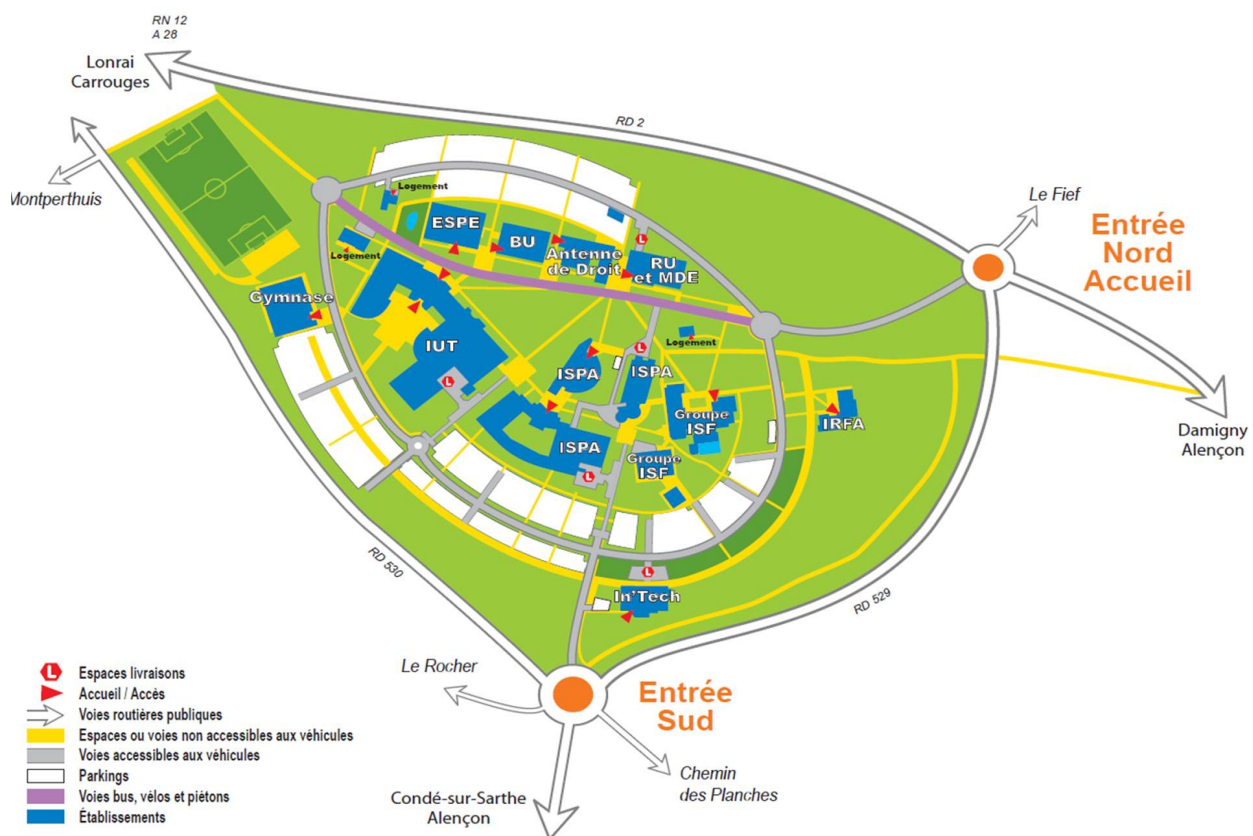 RN 12
A 28
Lonrai
Carrouges
RD 2
Montperthuis
Le Fief
Entrée
Nord
Accueil
Logement
ESPE
BU
Antenne
de Droit
L
RU
et MDE
Logement
Gymnase
IUT
L
ISPA
L
ISPA
Logement
Groupe
ISF
IRFA
Damigny
Alençon
ISPA
L
Groupe
ISF
RD 530
L
In'Tech
RD 529
Le Rocher
Entrée
Sud
Chemin
des Planches
Condé-sur-Sarthe
Alençon
L
Espaces livraisons
Accueil / Accès
Voies routières publiques
Espaces ou voies non accessibles aux véhicules
Voies accessibles aux véhicules
Parkings
Voies bus, vélos et piétons
Établissements